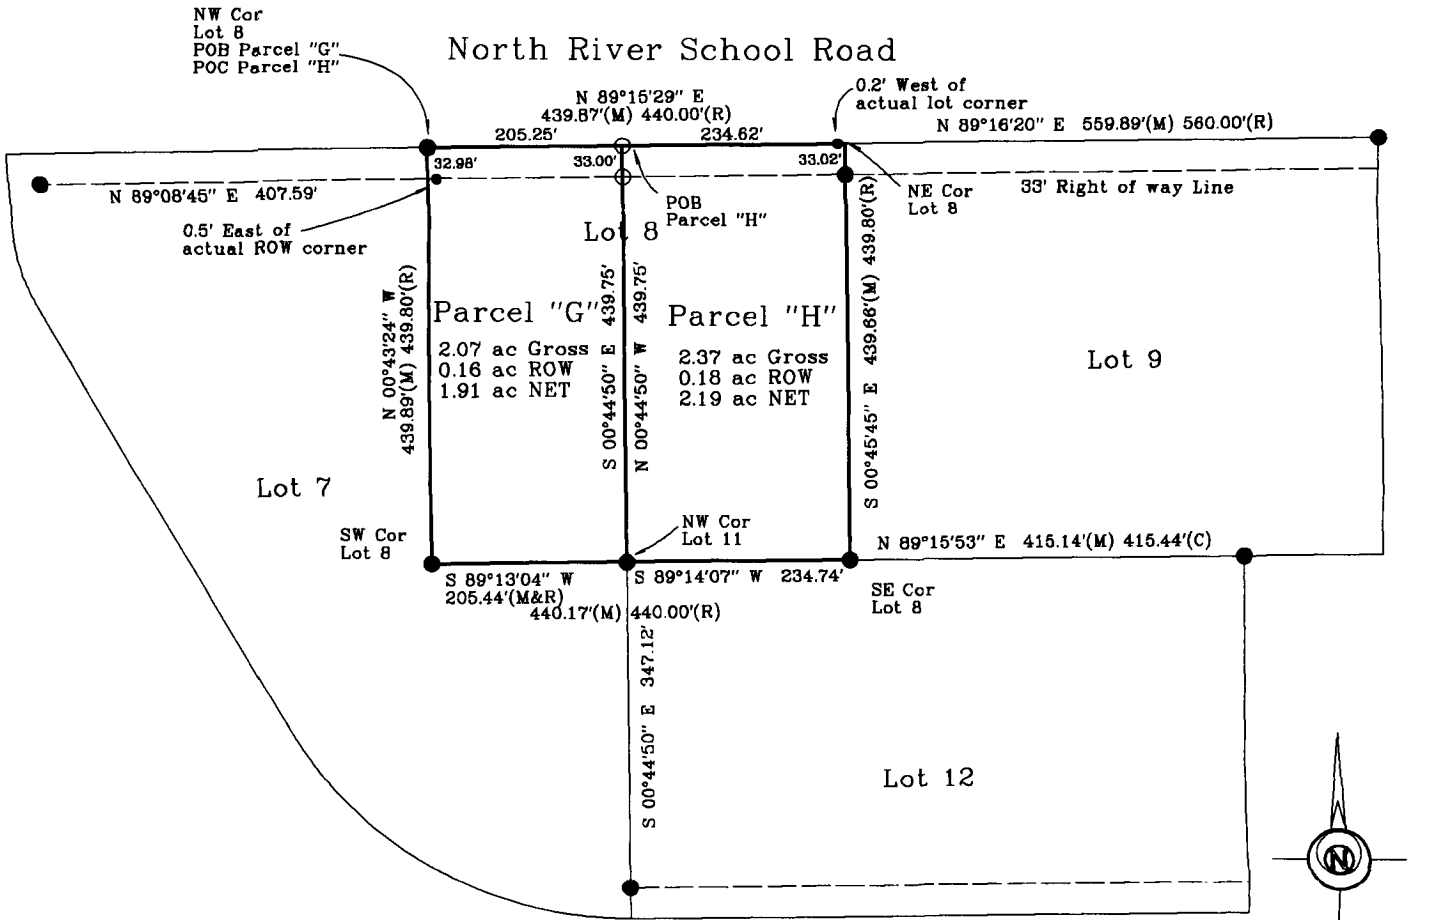 NW Cor
Lot 8
POB Parcel "G"
POC Parcel "H"
North River School Road
N 89°15'29" E
439.87'(M) 440.00'(R)
205.25'
234.62'
0.2' West of
actual lot corner
N 89°16'20" E 559.89'(M) 560.00'(R)
32.98'
33.00'
33.02'
N 89°08'45" E 407.59'
33' Right of way Line
NE Cor
Lot 8
POB
Parcel "H"
0.5' East of
actual ROW corner
Lot 8
N 00°43'24" W
439.89'(M) 439.80'(R)
Parcel "G"
2.07 ac Gross
0.16 ac ROW
1.91 ac NET
S 00°44'50" E 439.75'
N 00°44'50" W 439.75'
Parcel "H"
2.37 ac Gross
0.18 ac ROW
2.19 ac NET
S 00°45'45" E 439.66'(M) 439.80'(R)
Lot 9
Lot 7
SW Cor
Lot 8
NW Cor
Lot 11
N 89°15'53" E 415.14'(M) 415.44'(C)
S 89°13'04" W
205.44'(M&R)
S 89°14'07" W 234.74'
440.17'(M) 440.00'(R)
SE Cor
Lot 8
S 00°44'50" E 347.12'
Lot 12
N